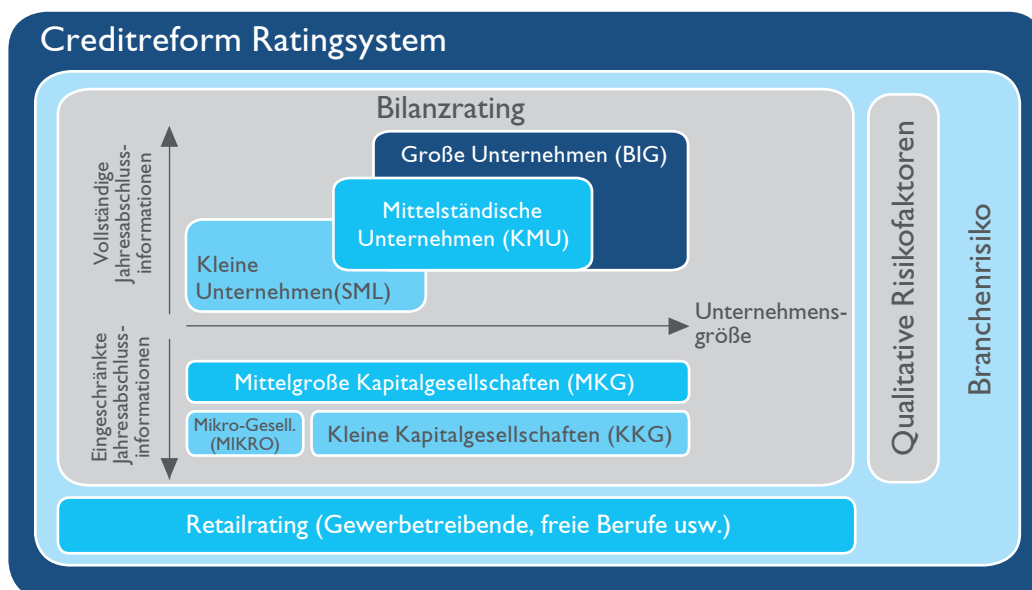 Creditreform Ratingsystem
Bilanzrating
Vollständige
Jahresabschluss-
informationen
Große Unternehmen (BIG)
Mittelständische
Unternehmen (KMU)
Kleine
Unternehmen(SML)
Unternehmens-
größe
Eingeschränkte
Jahresabschluss-
informationen
Mittelgroße Kapitalgesellschaften (MKG)
Mikro-Gesell.
(MIKRO)
Kleine Kapitalgesellschaften (KKG)
Retailrating (Gewerbetreibende, freie Berufe usw.)
Qualitative Risikofaktoren
Branchenrisiko